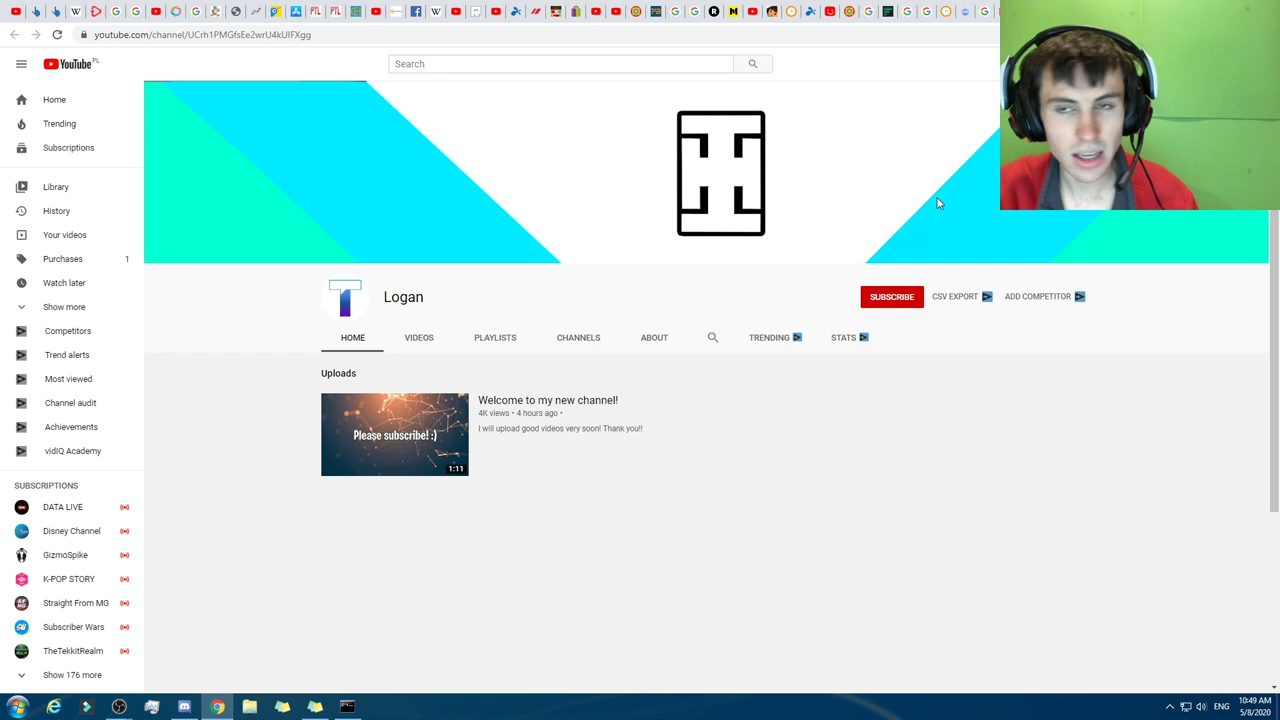 youtube.com/channel/UCrh1PMGfsEe2wrU4kUIFXgg
YouTube PL
Search
Home
Trending
Subscriptions
Library
History
Your videos
Purchases 1
Watch later
Show more
Competitors
Trend alerts
Most viewed
Channel audit
Achievements
vidIQ Academy
SUBSCRIPTIONS
DATA LIVE
Disney Channel
GizmoSpike
K-POP STORY
Straight From MG
Subscriber Wars
TheTekkitRealm
Show 176 more
Logan
SUBSCRIBE CSV EXPORT ADD COMPETITOR
HOME VIDEOS PLAYLISTS CHANNELS ABOUT TRENDING STATS
Uploads
Please subscribe! :)
1:11
Welcome to my new channel!
4K views • 4 hours ago •
I will upload good videos very soon! Thank you!!
ENG
10:49 AM
5/8/2020